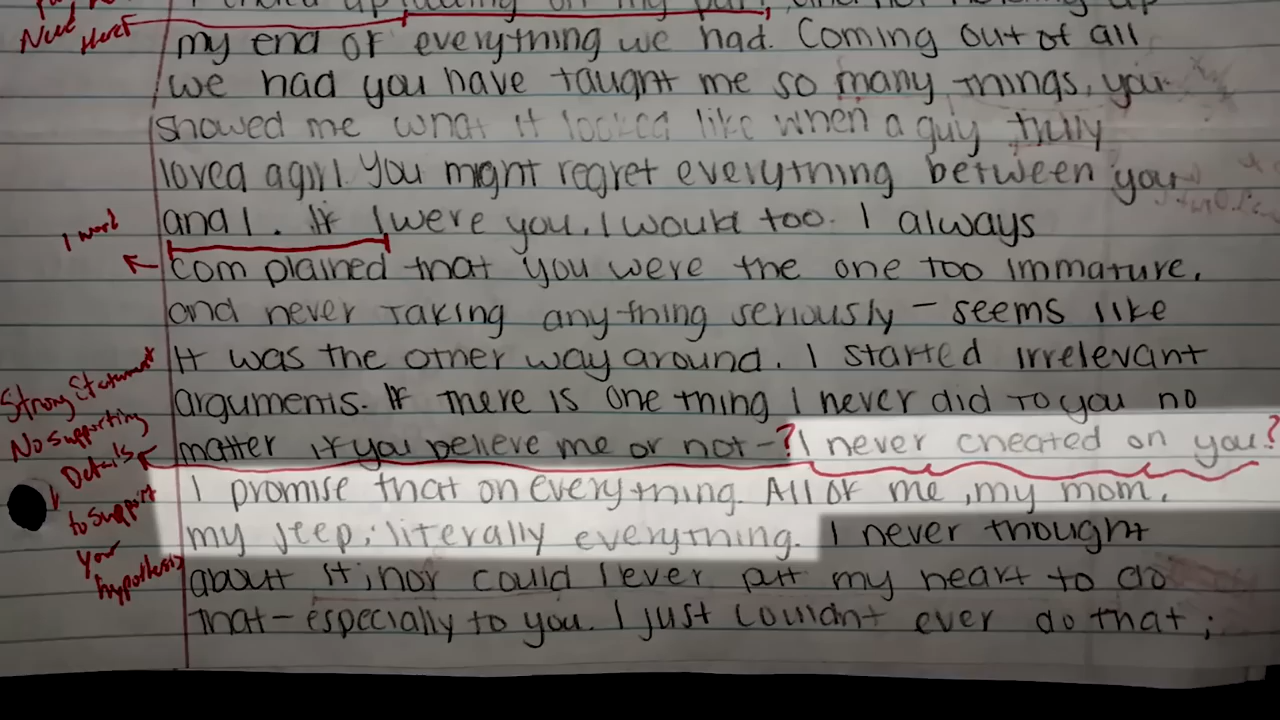 my end of everything we had. Coming out of all
we had you have taught me so many things, you
showed me what it looked like when a guy truly
loved a girl. You might regret everything between you
and I. If I were you, I would too. I always
complained that you were the one too immature,
and never taking anything seriously - seems like
it was the other way around. I started irrelevant
arguments. If there is one thing I never did to you no
matter if you believe me or not - ? I never cheated on you?
I promise that on everything. All of me, my mom,
my step; literally everything. I never thought
about it; nor could I ever put my heart to do
that - especially to you. I just couldn't ever do that;
1 word
Strong Statement
No supporting
Details
to support
your
hypothesis